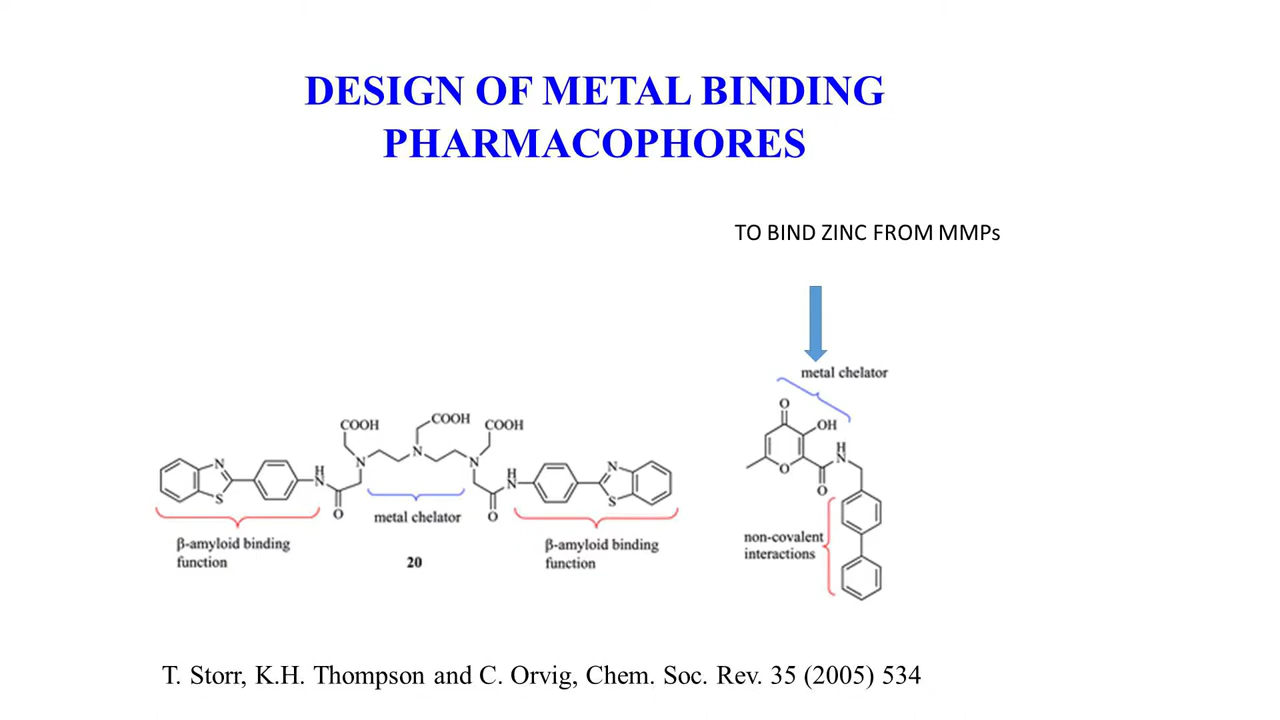 DESIGN OF METAL BINDING
PHARMACOPHORES
TO BIND ZINC FROM MMPs
metal chelator
O
OH
H
N
O
O
non-covalent
interactions
COOH
COOH
COOH
N
S
H
N
O
N
N
N
O
H
N
N
S
metal chelator
β-amyloid binding
function
20
β-amyloid binding
function
T. Storr, K.H. Thompson and C. Orvig, Chem. Soc. Rev. 35 (2005) 534